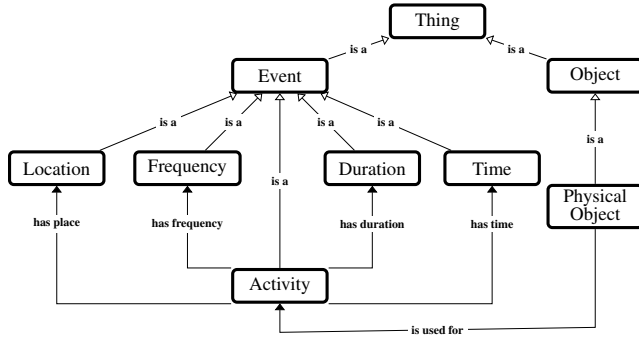 Thing
is a
is a
Event
Object
is a
is a
is a
is a
is a
is a
Location
Frequency
Duration
Time
Physical
Object
has place
has frequency
has duration
has time
Activity
is used for